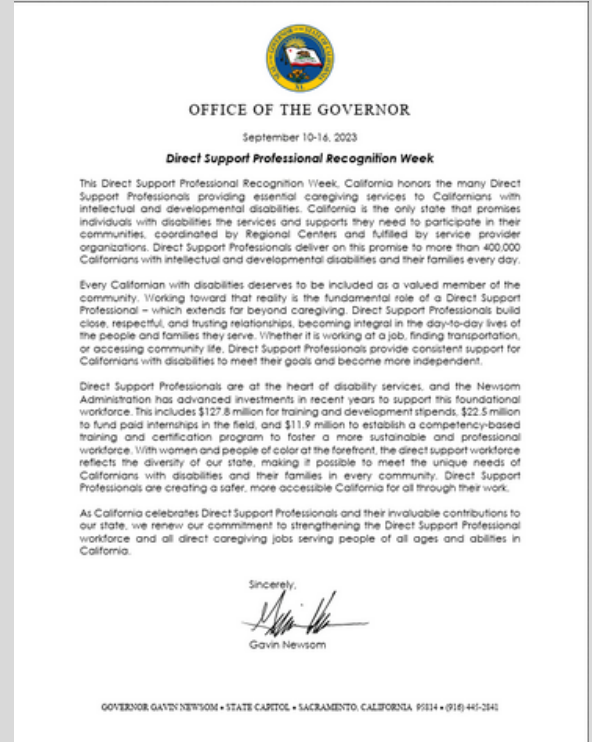 OFFICE OF THE GOVERNOR
September 10-16, 2023
Direct Support Professional Recognition Week
This Direct Support Professional Recognition Week, California honors the many Direct
Support Professionals providing essential caregiving services to Californians with
intellectual and developmental disabilities. California is the only state that promises
individuals with disabilities the services and supports they need to participate in their
communities, coordinated by Regional Centers and fulfilled by service provider
organizations. Direct Support Professionals deliver on this promise to more than 400,000
Californians with intellectual and developmental disabilities and their families every day.
Every Californian with disabilities deserves to be included as a valued member of the
community. Working toward that reality is the fundamental role of a Direct Support
Professional – which extends far beyond caregiving. Direct Support Professionals build
close, respectful, and trusting relationships, becoming integral in the day-to-day lives of
the people and families they serve. Whether it is working at a job, finding transportation,
or accessing community life, Direct Support Professionals provide consistent support for
Californians with disabilities to meet their goals and become more independent.
Direct Support Professionals are at the heart of disability services, and the Newsom
Administration has advanced investments in recent years to support this foundational
workforce. This includes $127.8 million for training and development stipends, $22.5 million
to fund paid internships in the field, and $11.9 million to establish a competency-based
training and certification program to foster a more sustainable and professional
workforce. With women and people of color at the forefront, the direct support workforce
reflects the diversity of our state, making it possible to meet the unique needs of
Californians with disabilities and their families in every community. Direct Support
Professionals are creating a safer, more accessible California for all through their work.
As California celebrates Direct Support Professionals and their invaluable contributions to
our state, we renew our commitment to strengthening the Direct Support Professional
workforce and all direct caregiving jobs serving people of all ages and abilities in
California.
Sincerely,
Gavin Newsom
GOVERNOR GAVIN NEWSOM • STATE CAPITOL • SACRAMENTO, CALIFORNIA 95814 • (916) 445-2841